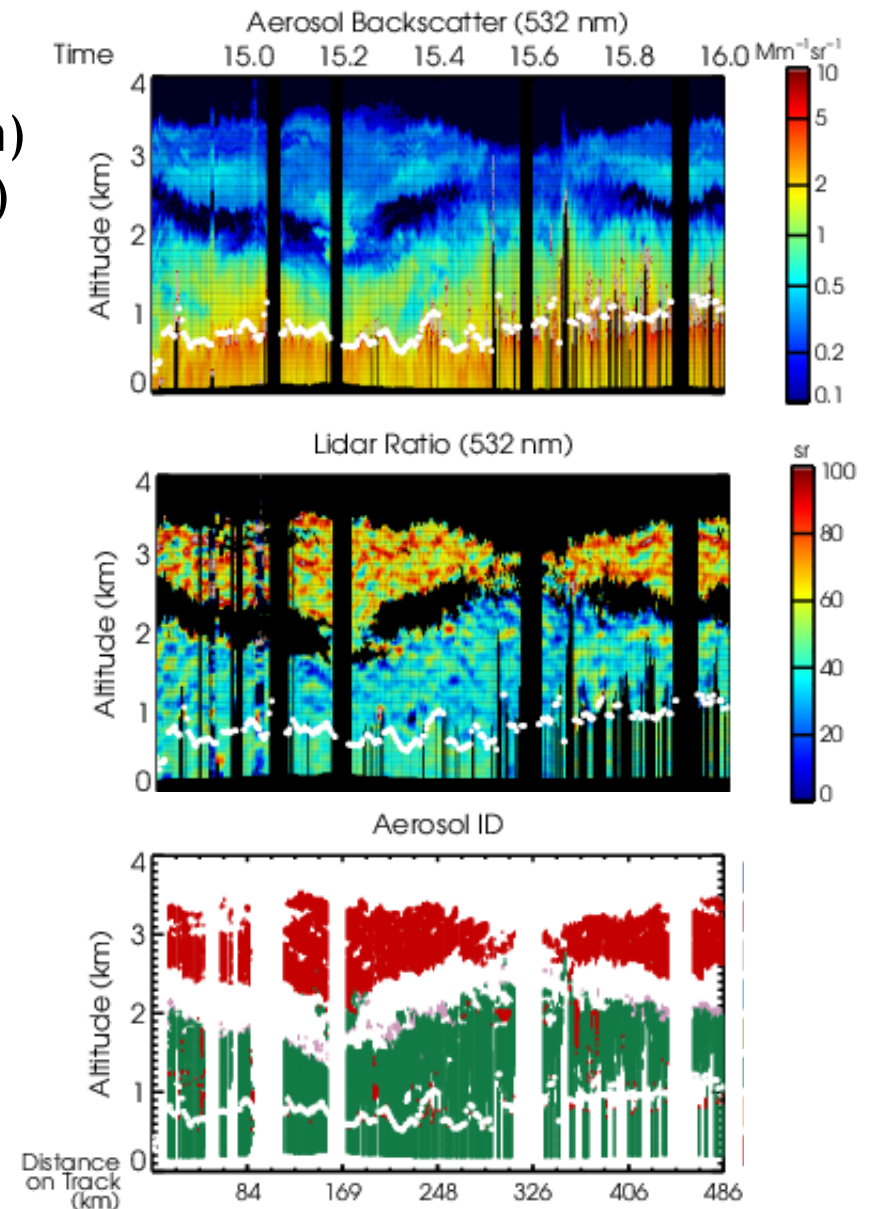 Aerosol Backscatter (532 nm)
Time 15.0 15.2 15.4 15.6 15.8 16.0 Mm⁻¹sr⁻¹
)
)
Altitude (km)
4
3
2
1
0
10
5
2
1
0.5
0.2
0.1
Lidar Ratio (532 nm)
sr
Altitude (km)
4
3
2
1
0
100
80
60
40
20
0
Aerosol ID
Altitude (km)
4
3
2
1
0
Distance
on Track
(km)
84 169 248 326 406 486